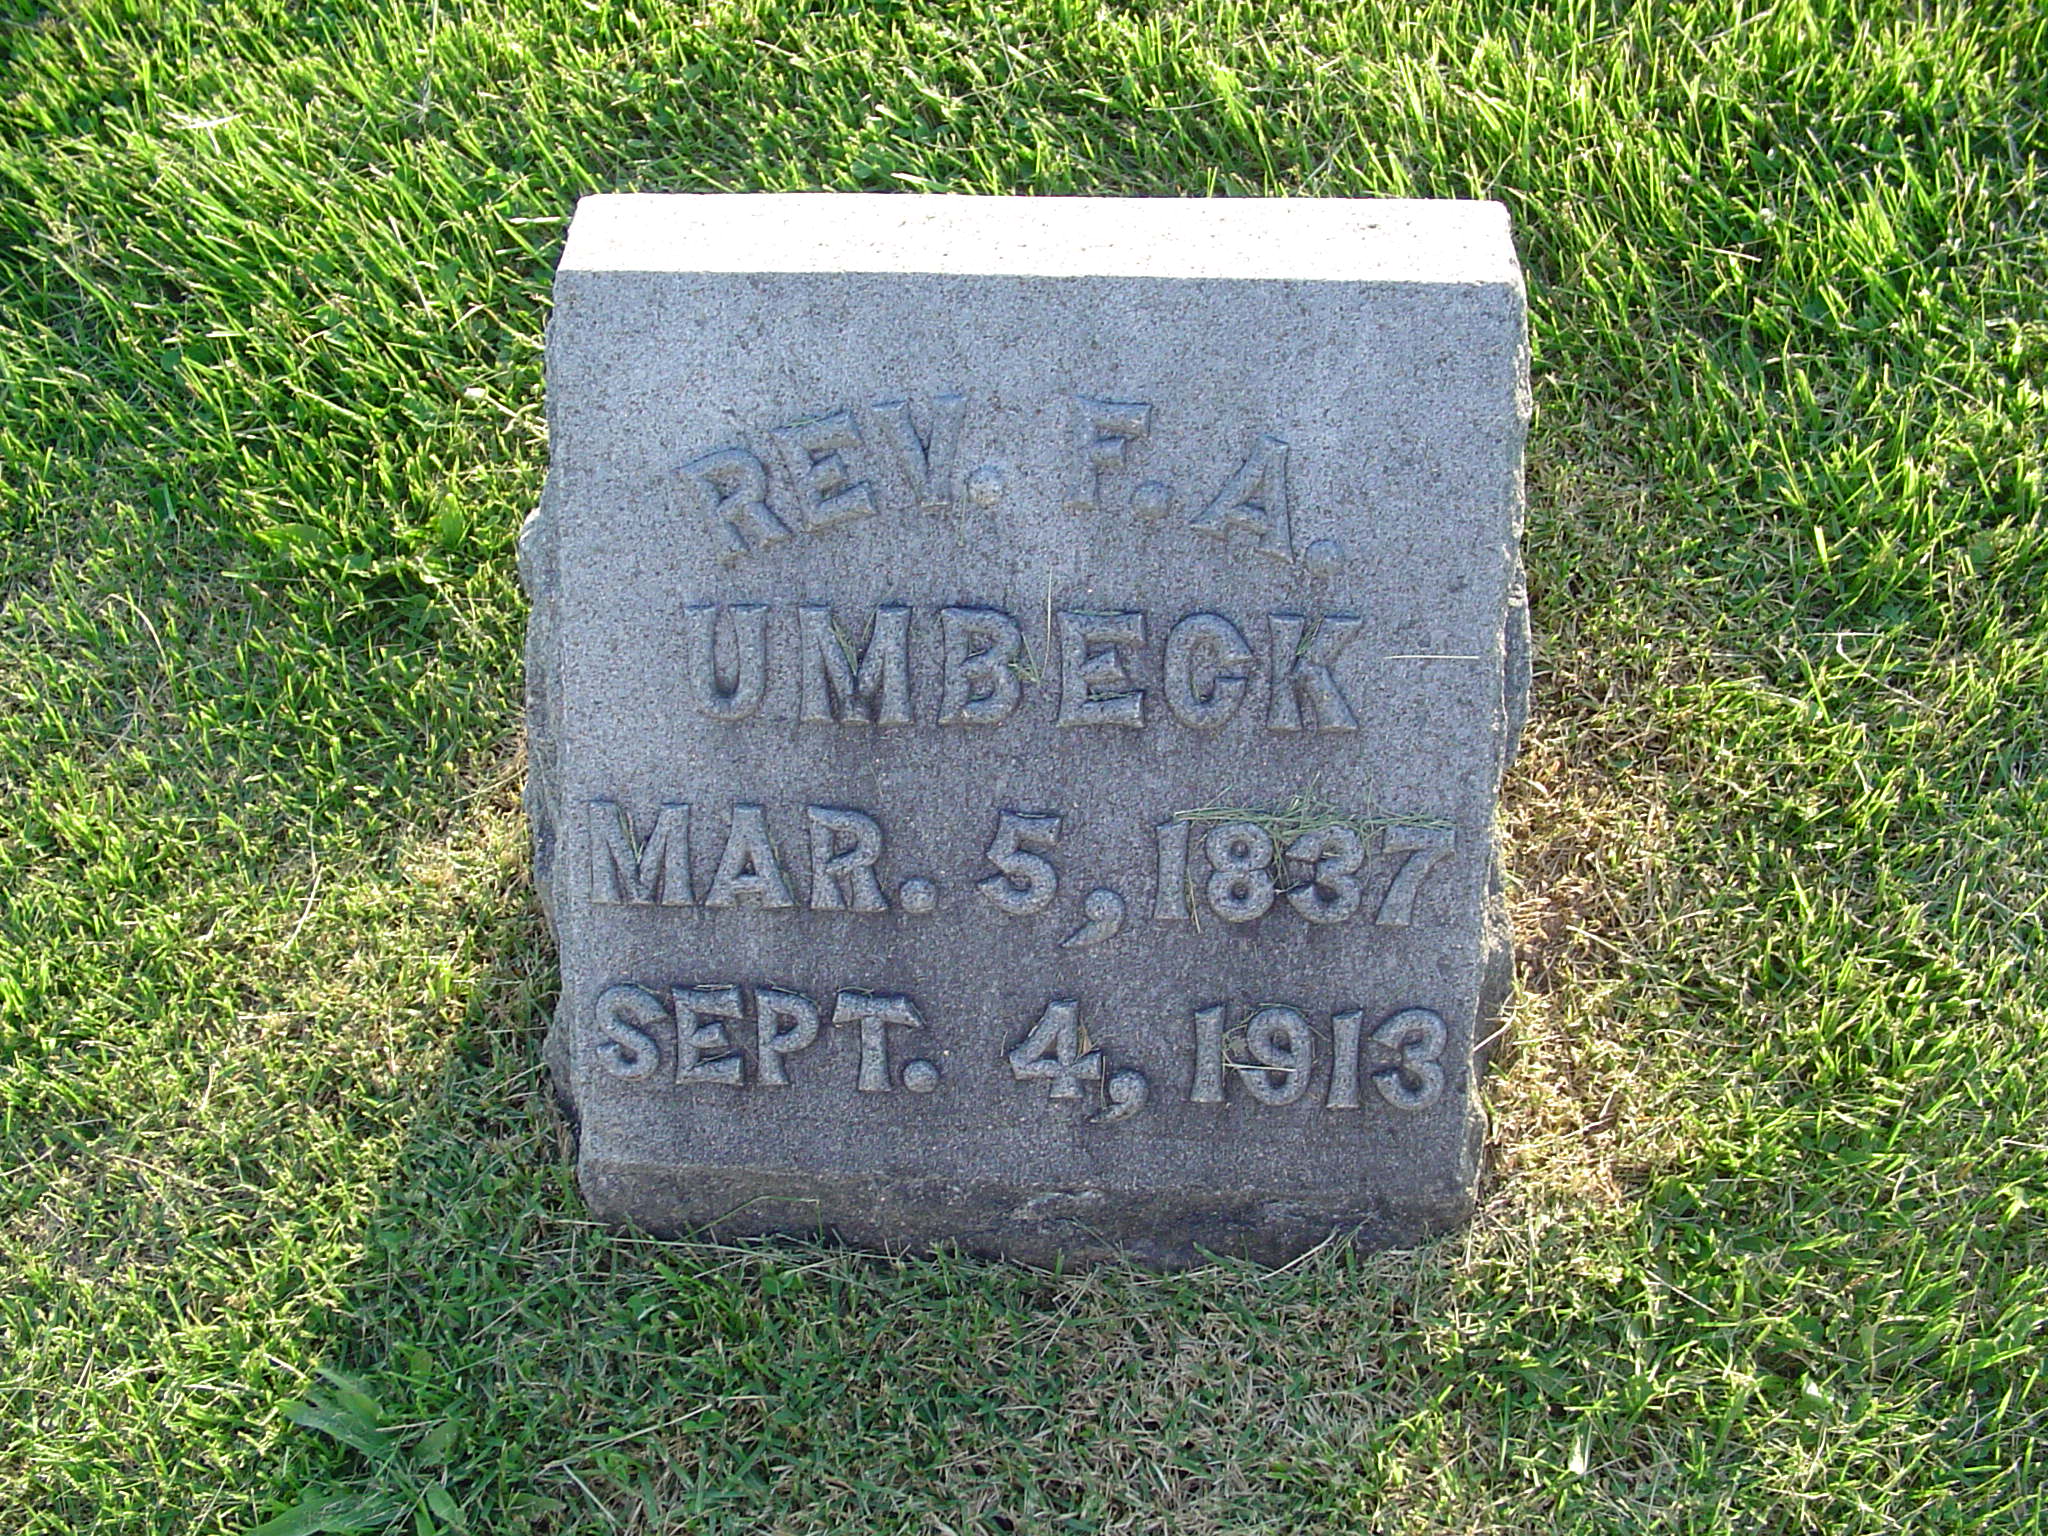 REV. F. A.
UMBECK
MAR. 5, 1837
SEPT. 4, 1913